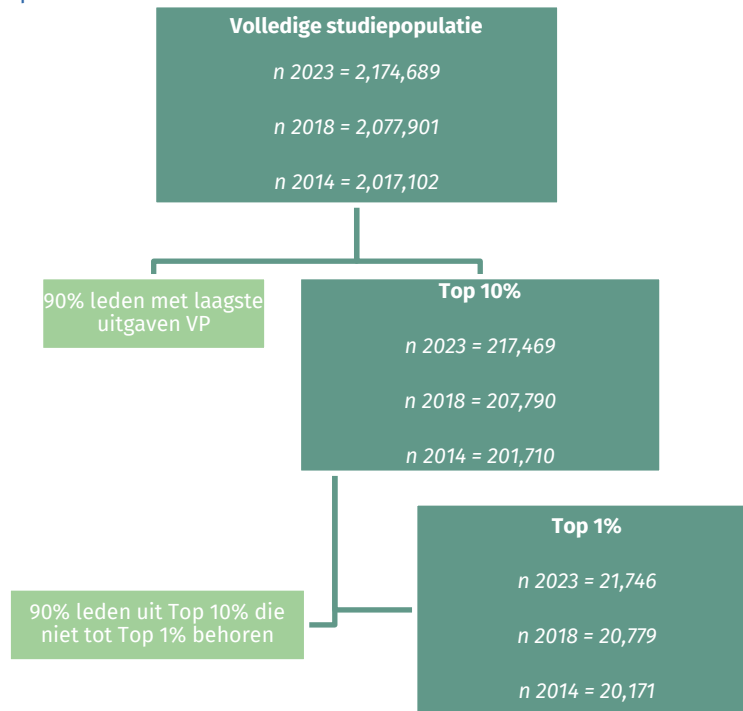 Volledige studiepopulatie
n 2023 = 2,174,689
n 2018 = 2,077,901
n 2014 = 2,017,102
90% leden met laagste
uitgaven VP
Top 10%
n 2023 = 217,469
n 2018 = 207,790
n 2014 = 201,710
Top 1%
n 2023 = 21,746
n 2018 = 20,779
n 2014 = 20,171
90% leden uit Top 10% die
niet tot Top 1% behoren